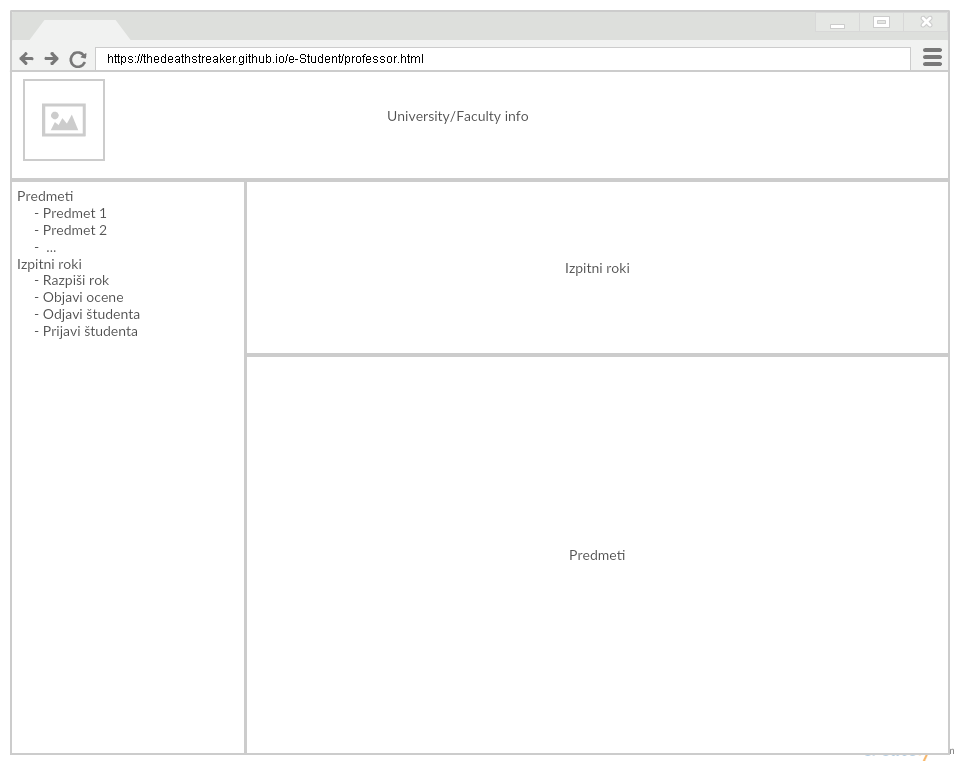 https://thedeathstreaker.github.io/e-Student/professor.html
University/Faculty info
Predmeti
- Predmet 1
- Predmet 2
- ...
Izpitni roki
- Razpiši rok
- Objavi ocene
- Odjavi študenta
- Prijavi študenta
Izpitni roki
Predmeti